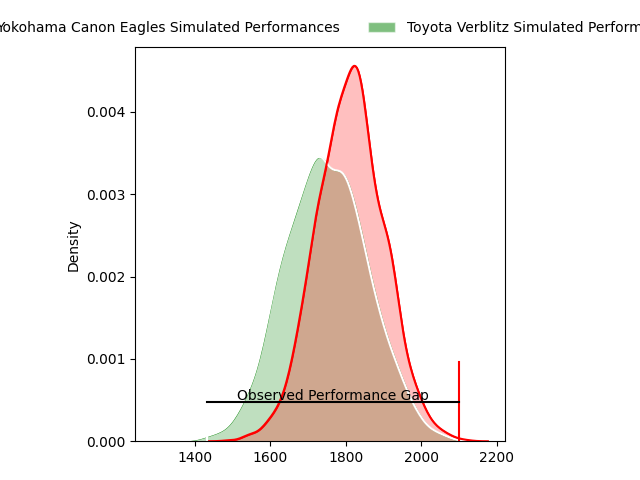 Yokohama Canon Eagles Simulated Performances
Toyota Verblitz Simulated Perform
0.004
0.003
0.002
0.001
0.000
Density
Observed Performance Gap
1400 1600 1800 2000 2200